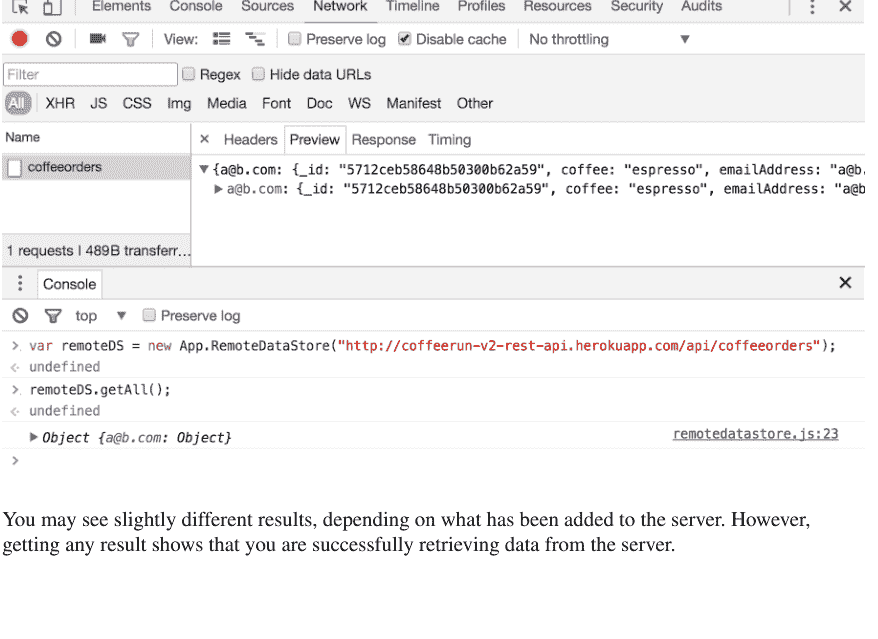 Elements Console Sources Network Timeline Profiles Resources Security Audits
View: Preserve log Disable cache No throttling
Filter Regex Hide data URLs
All XHR JS CSS Img Media Font Doc WS Manifest Other
Name × Headers Preview Response Timing
coffeeorders ▼{a@b.com: {_id: "5712ceb58648b50300b62a59", coffee: "espresso", emailAddress: "a@b.
▶a@b.com: {_id: "5712ceb58648b50300b62a59", coffee: "espresso", emailAddress: "a@b
1 requests | 489B transferr...
Console
top ▼ Preserve log
> var remoteDS = new App.RemoteDataStore("http://coffeerun-v2-rest-api.herokuapp.com/api/coffeeorders");
undefined
> remoteDS.getAll();
undefined
▶Object {a@b.com: Object} remotedatastore.js:23
>
You may see slightly different results, depending on what has been added to the server. However,
getting any result shows that you are successfully retrieving data from the server.